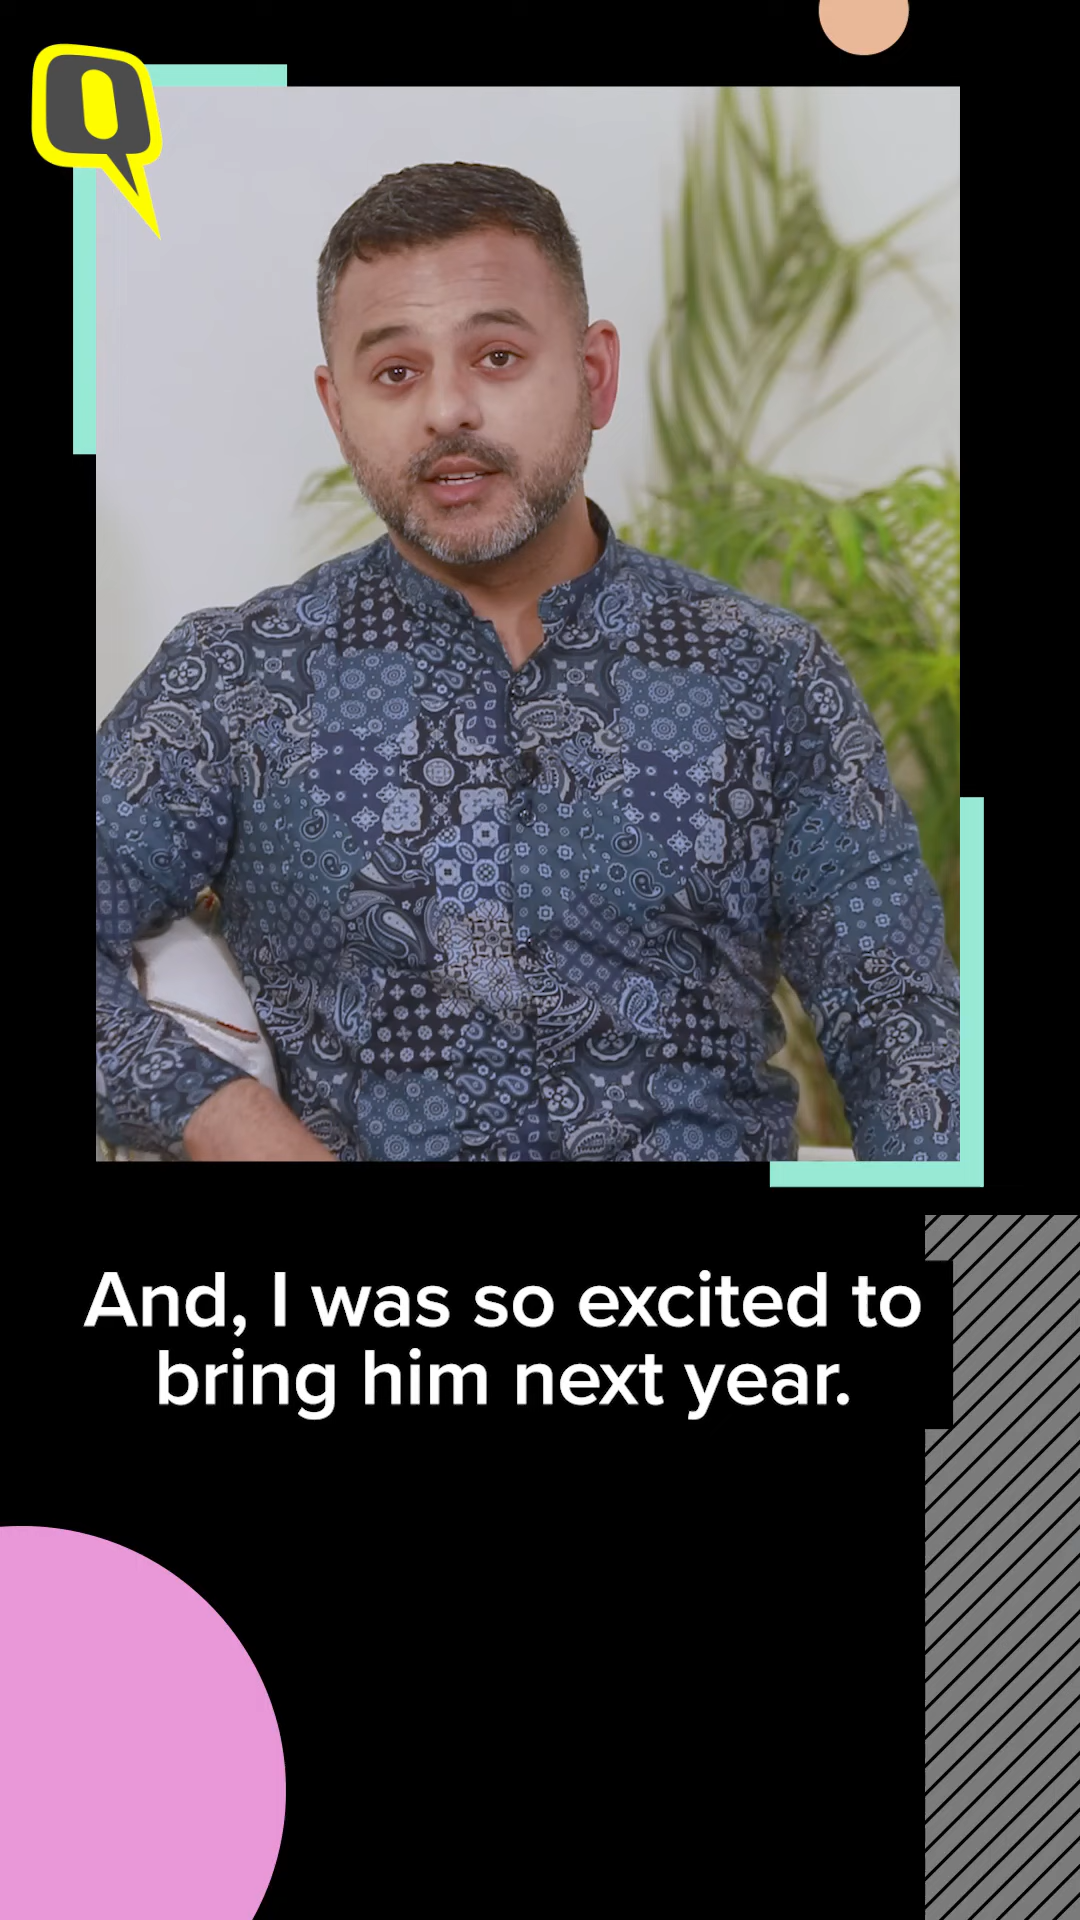 Q
And, I was so excited to
bring him next year.